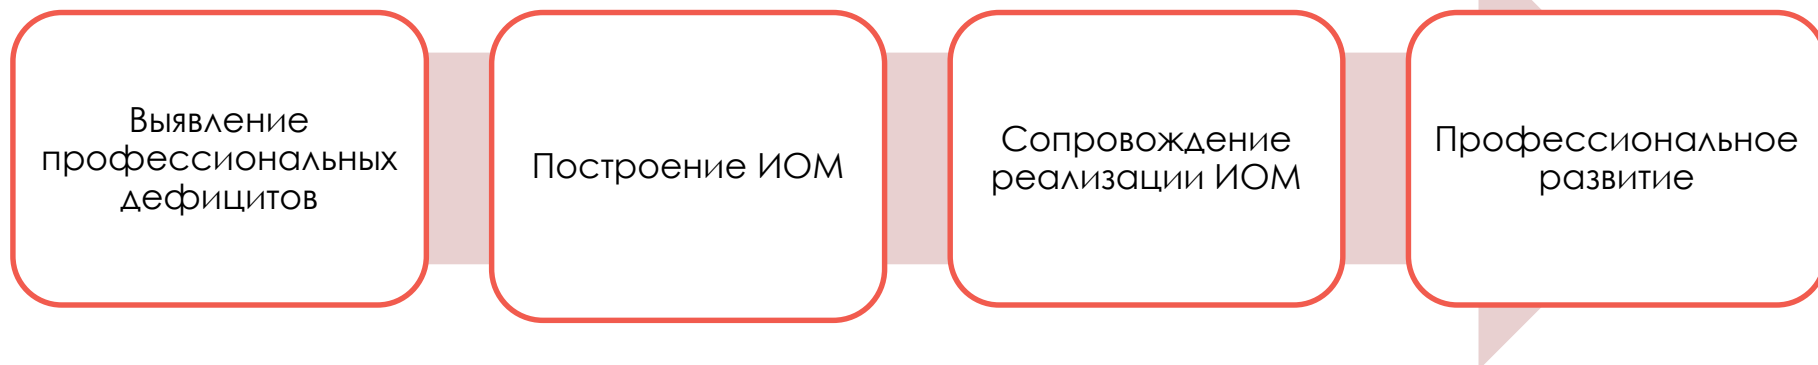 Выявление
профессиональных
дефицитов
Построение ИОМ
Сопровождение
реализации ИОМ
Профессиональное
развитие